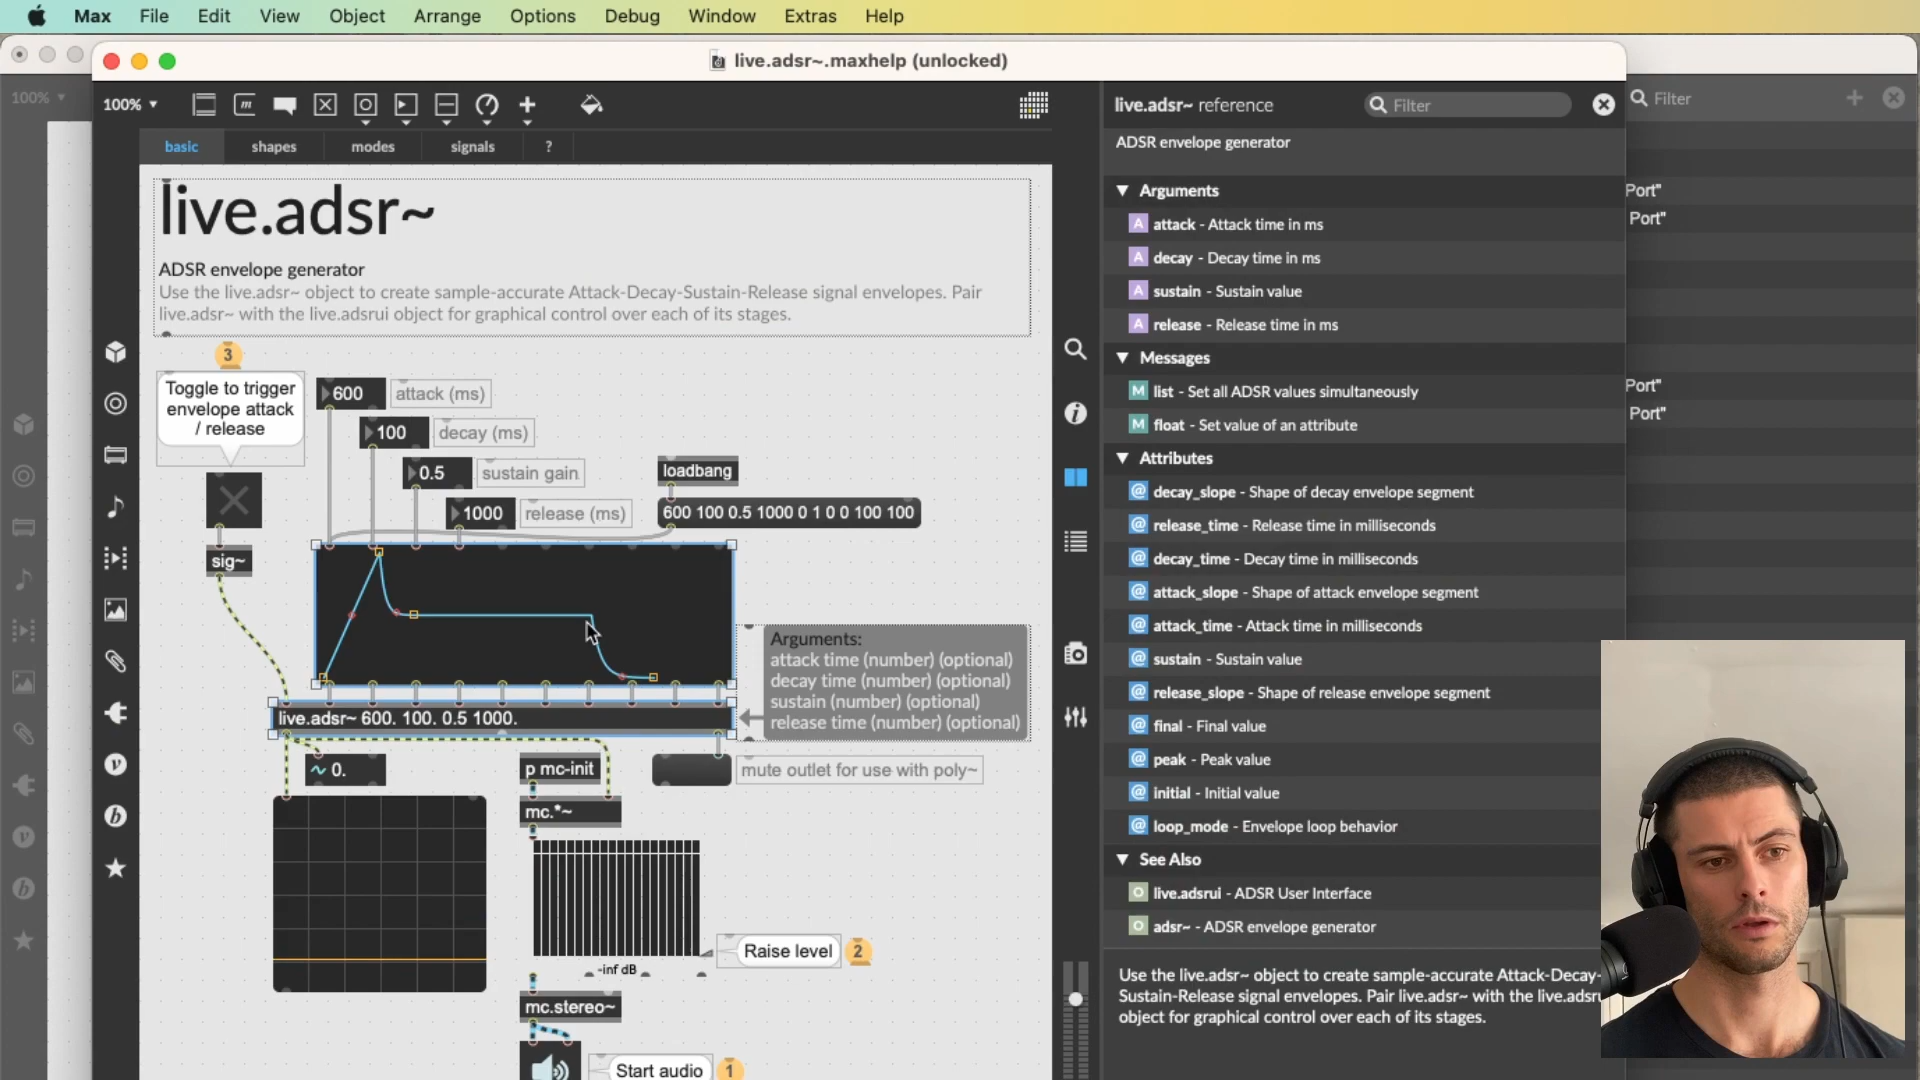 Max File Edit View Object Arrange Options Debug Window Extras Help
live.adsr~.maxhelp (unlocked)
100%
100%
live.adsr~ reference
Filter
Filter
basic shapes modes signals ?
ADSR envelope generator
live.adsr~
ADSR envelope generator
Use the live.adsr~ object to create sample-accurate Attack-Decay-Sustain-Release signal envelopes. Pair
live.adsr~ with the live.adsrui object for graphical control over each of its stages.
3
Toggle to trigger
envelope attack
/ release
600 attack (ms)
100 decay (ms)
0.5 sustain gain
1000 release (ms)
loadbang
600 100 0.5 1000 0 1 0 0 100 100
sig~
Arguments:
attack time (number) (optional)
decay time (number) (optional)
sustain (number) (optional)
release time (number) (optional)
live.adsr~ 600. 100. 0.5 1000.
~ 0.
p mc-init
mute outlet for use with poly~
mc.*~
Raise level 2
-inf dB
mc.stereo~
Start audio 1
Arguments
A attack - Attack time in ms
A decay - Decay time in ms
A sustain - Sustain value
A release - Release time in ms
Messages
M list - Set all ADSR values simultaneously
M float - Set value of an attribute
Attributes
@ decay_slope - Shape of decay envelope segment
@ release_time - Release time in milliseconds
@ decay_time - Decay time in milliseconds
@ attack_slope - Shape of attack envelope segment
@ attack_time - Attack time in milliseconds
@ sustain - Sustain value
@ release_slope - Shape of release envelope segment
@ final - Final value
@ peak - Peak value
@ initial - Initial value
@ loop_mode - Envelope loop behavior
See Also
O live.adsrui - ADSR User Interface
O adsr~ - ADSR envelope generator
Use the live.adsr~ object to create sample-accurate Attack-Decay-
Sustain-Release signal envelopes. Pair live.adsr~ with the live.adsru
object for graphical control over each of its stages.
Port"
Port"
Port"
Port"